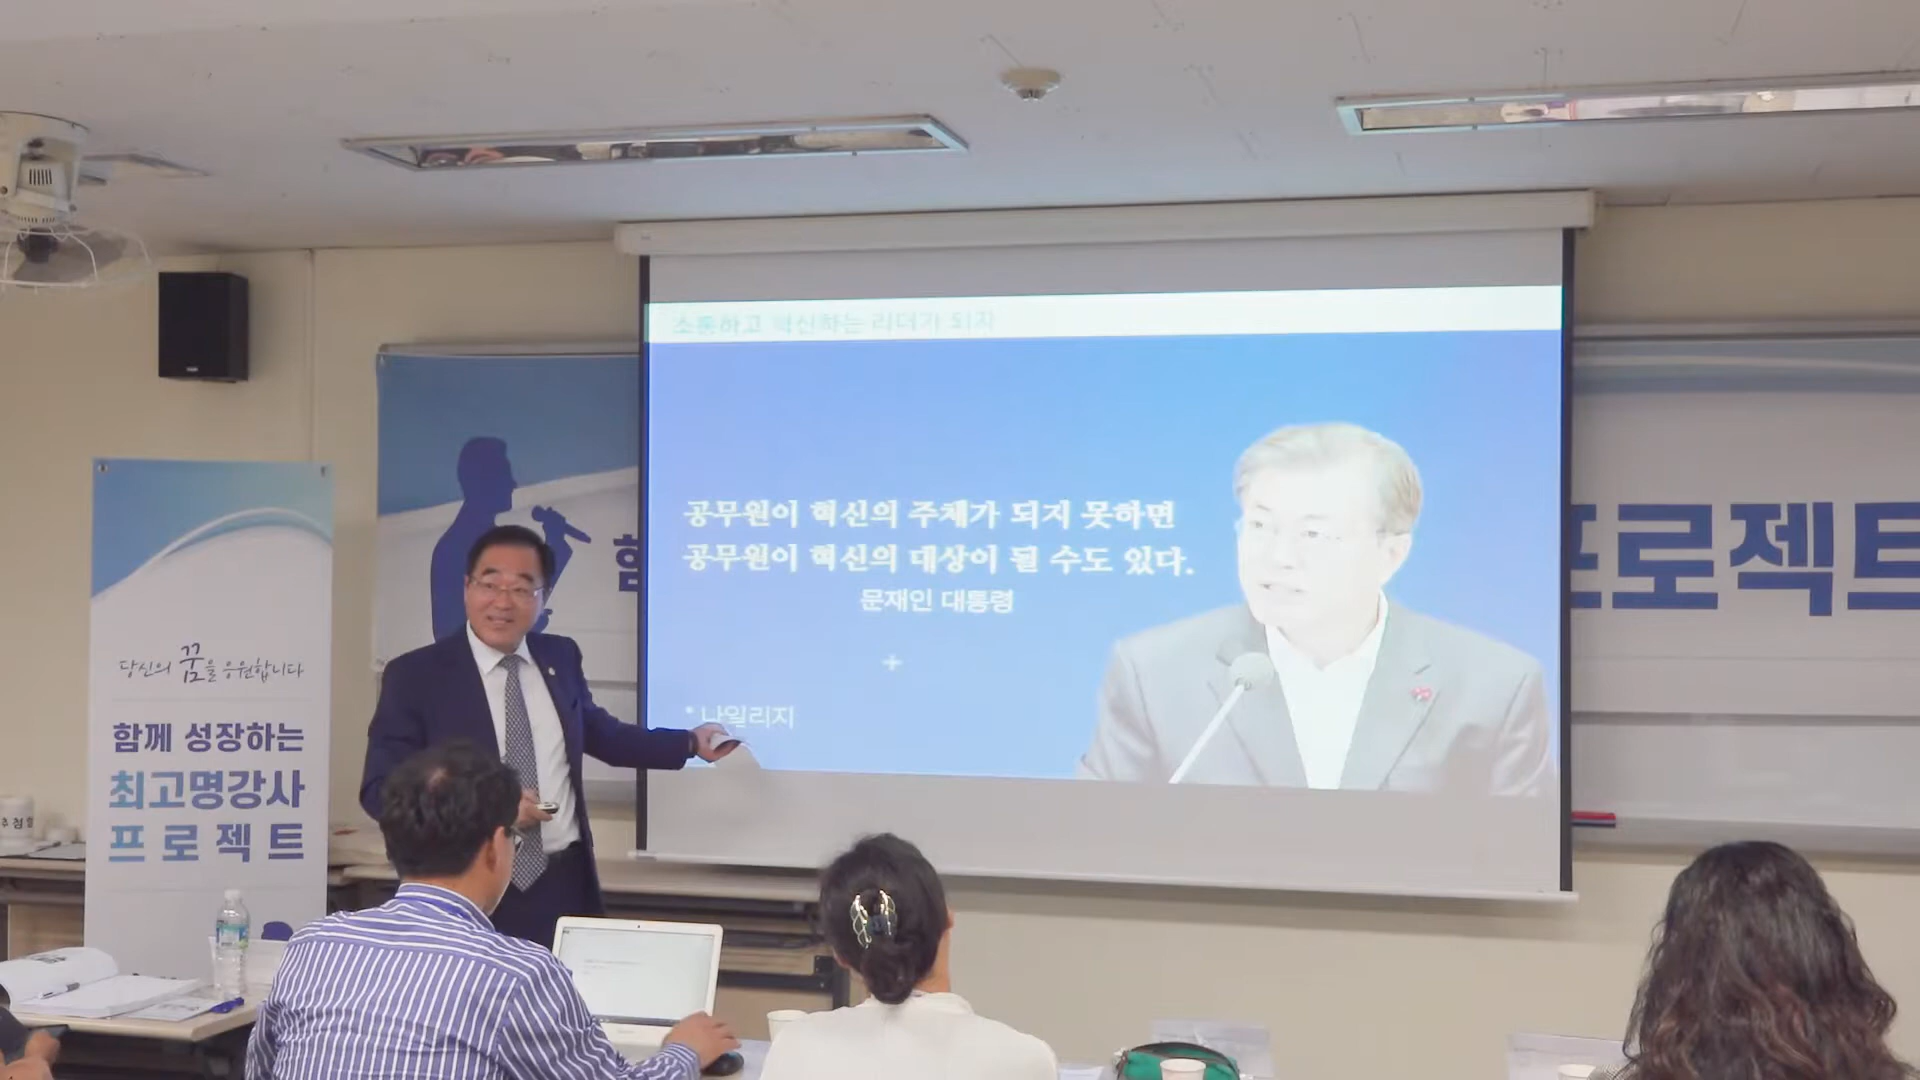 소통하고 혁신하는 리더가 되자
공무원이 혁신의 주체가 되지 못하면
공무원이 혁신의 대상이 될 수도 있다.
문재인 대통령
+
* 나일리지
당신의 꿈을 응원합니다
함께 성장하는
최고명강사
프로젝트
함
프로젝트